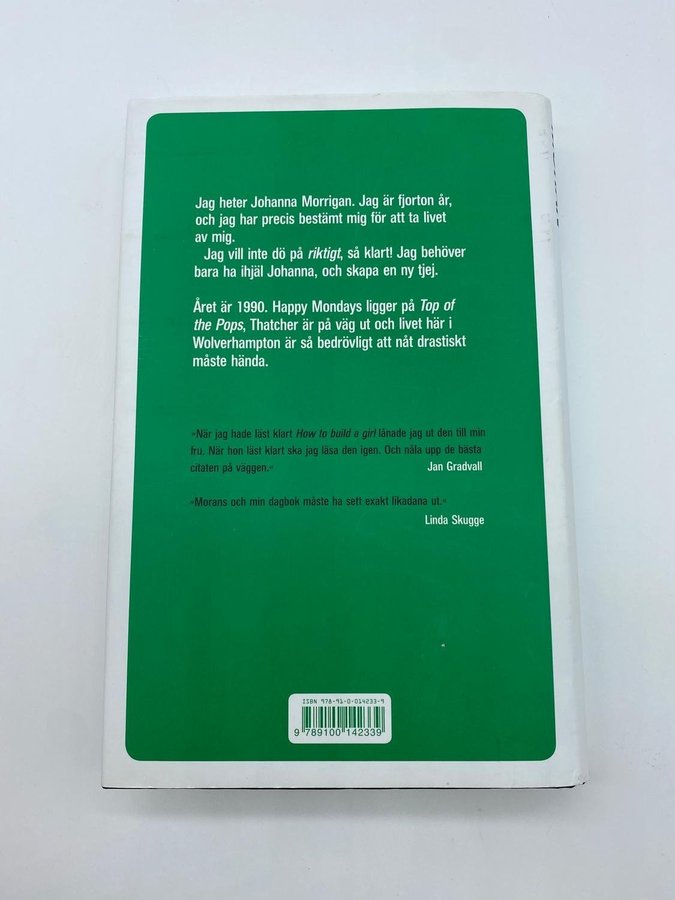 Jag heter Johanna Morrigan. Jag är fjorton år,
och jag har precis bestämt mig för att ta livet
av mig.
Jag vill inte dö på riktigt, så klart! Jag behöver
bara ha ihjäl Johanna, och skapa en ny tjej.
Året är 1990. Happy Mondays ligger på Top of
the Pops, Thatcher är på väg ut och livet här i
Wolverhampton är så bedrövligt att nåt drastiskt
måste hända.
»När jag hade läst klart How to build a girl lånade jag ut den till min
fru. När hon läst klart ska jag läsa den igen. Och nåla upp de bästa
citaten på väggen.«
Jan Gradvall
»Morans och min dagbok måste ha sett exakt likadana ut.«
Linda Skugge
ISBN 978-91-0-014233-9
9 789100 142339